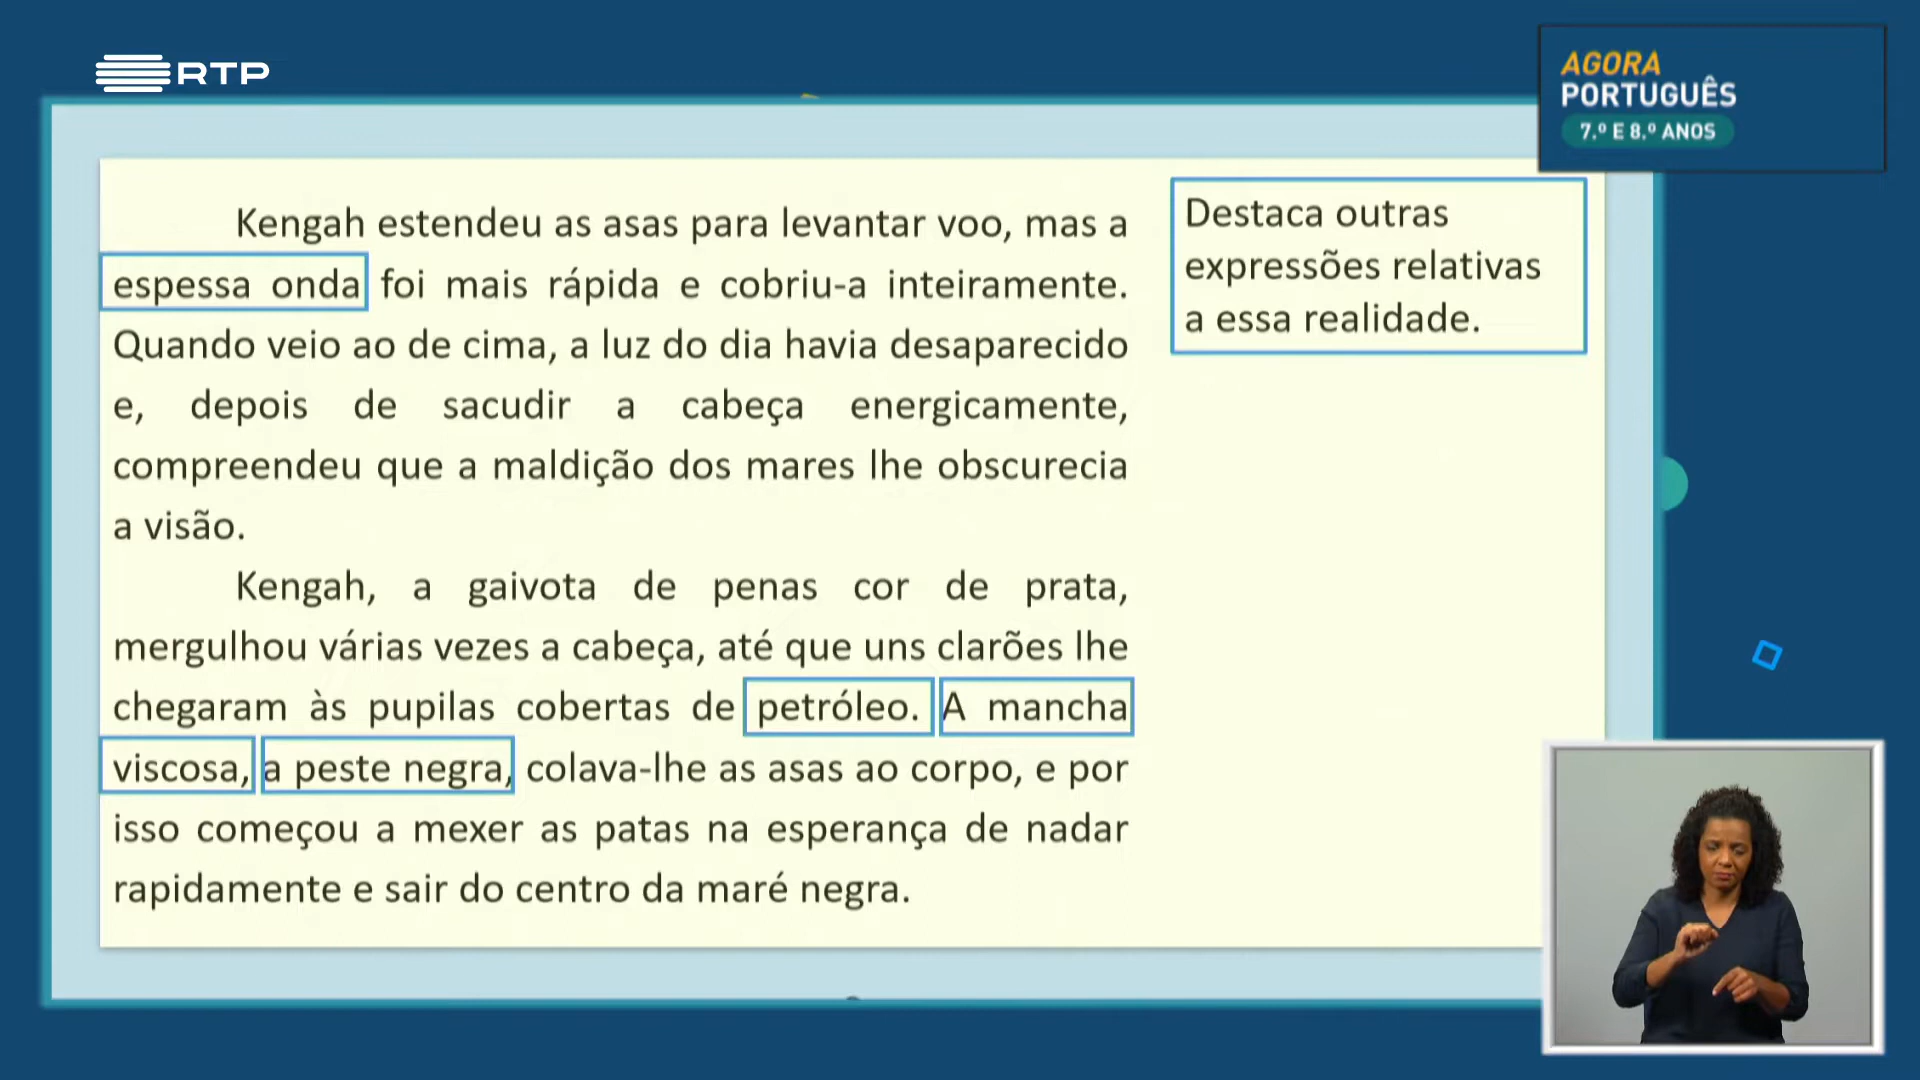 RTP
AGORA
PORTUGUÊS
7.º E 8.º ANOS
Kengah estendeu as asas para levantar voo, mas a
espessa onda foi mais rápida e cobriu-a inteiramente.
Quando veio ao de cima, a luz do dia havia desaparecido
e, depois de sacudir a cabeça energicamente,
compreendeu que a maldição dos mares lhe obscurecia
a visão.
Kengah, a gaivota de penas cor de prata,
mergulhou várias vezes a cabeça, até que uns clarões lhe
chegaram às pupilas cobertas de petróleo. A mancha
viscosa, a peste negra, colava-lhe as asas ao corpo, e por
isso começou a mexer as patas na esperança de nadar
rapidamente e sair do centro da maré negra.
Destaca outras
expressões relativas
a essa realidade.